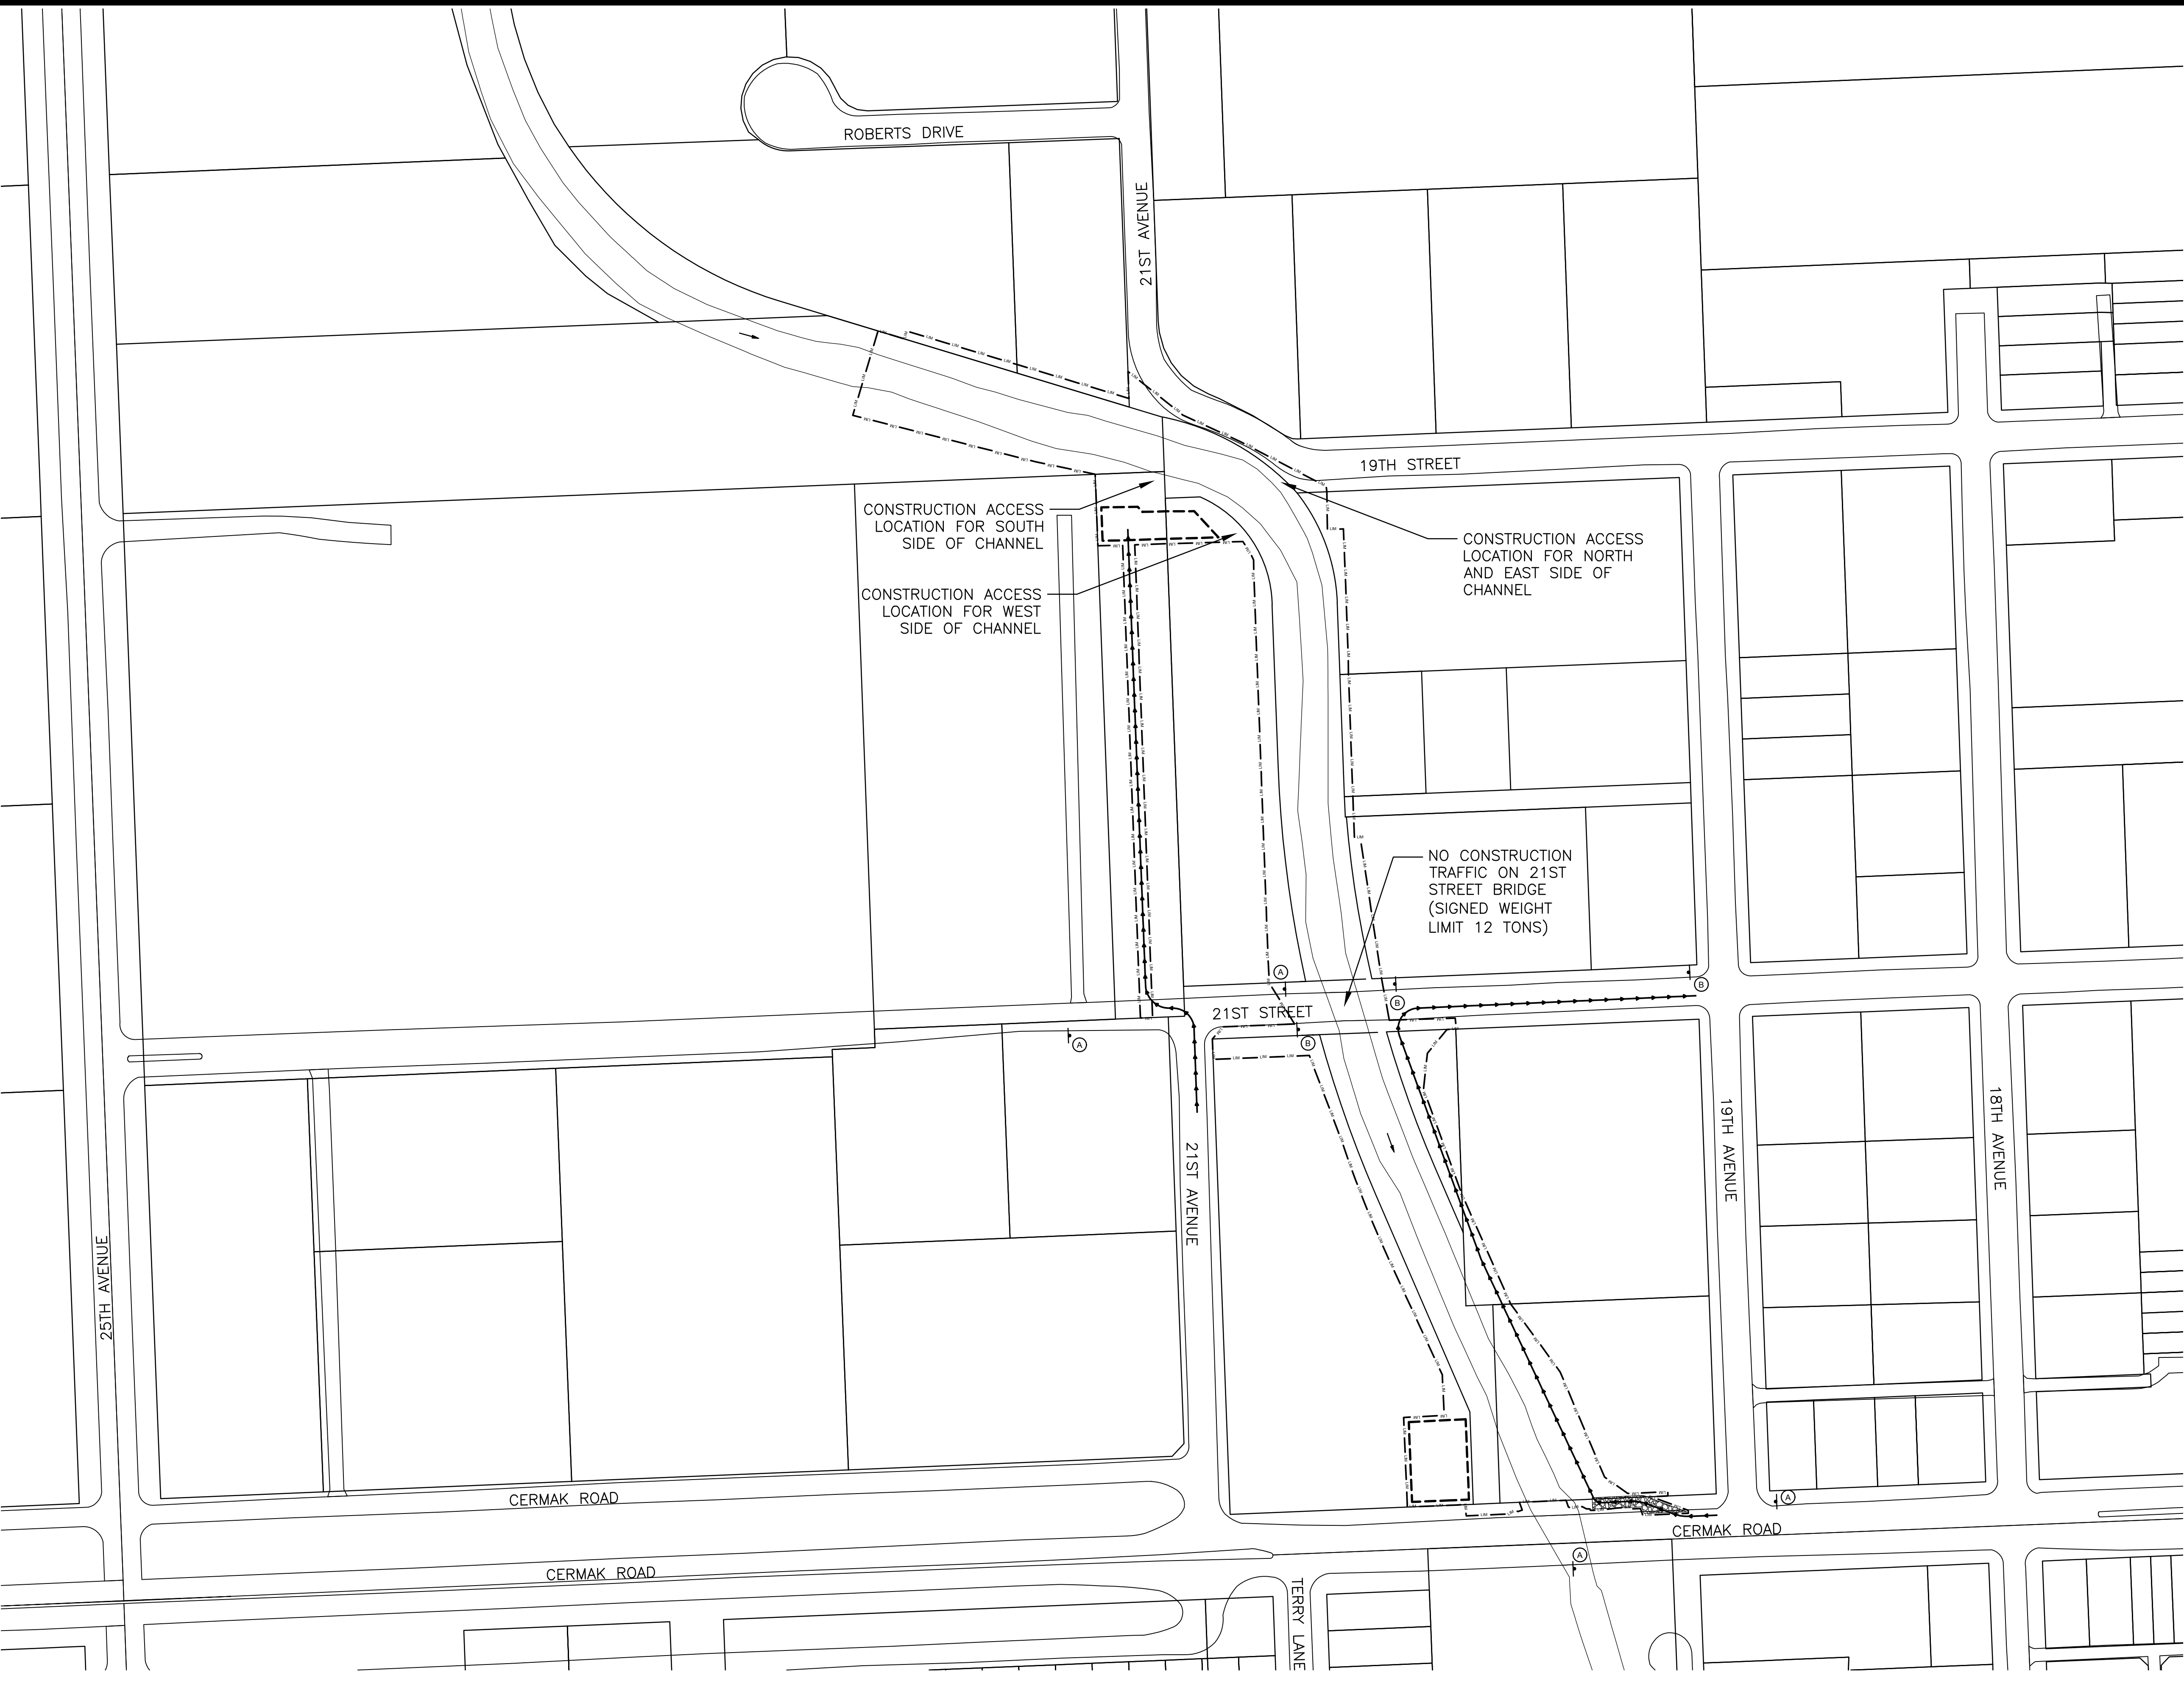 ROBERTS DRIVE
21ST AVENUE
19TH STREET
CONSTRUCTION ACCESS
LOCATION FOR SOUTH
SIDE OF CHANNEL
CONSTRUCTION ACCESS
LOCATION FOR NORTH
AND EAST SIDE OF
CHANNEL
CONSTRUCTION ACCESS
LOCATION FOR WEST
SIDE OF CHANNEL
NO CONSTRUCTION
TRAFFIC ON 21ST
STREET BRIDGE
(SIGNED WEIGHT
LIMIT 12 TONS)
A
B
B
21ST STREET
A
B
21ST AVENUE
19TH AVENUE
18TH AVENUE
25TH AVENUE
CERMAK ROAD
A
CERMAK ROAD
A
CERMAK ROAD
TERRY LANE